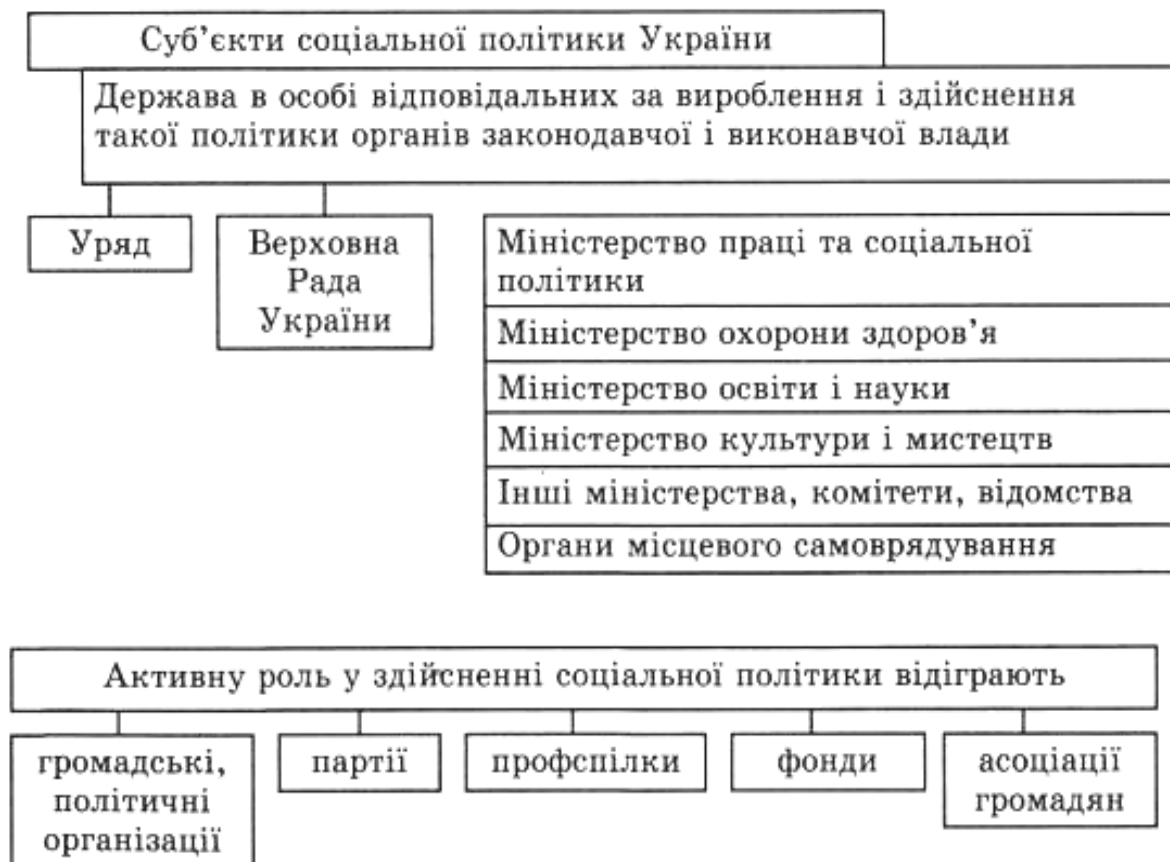 Суб’єкти соціальної політики України
Держава в особі відповідальних за вироблення і здійснення
такої політики органів законодавчої і виконавчої влади
Уряд
Верховна
Рада
України
Міністерство праці та соціальної
політики
Міністерство охорони здоров’я
Міністерство освіти і науки
Міністерство культури і мистецтв
Інші міністерства, комітети, відомства
Органи місцевого самоврядування
Активну роль у здійсненні соціальної політики відіграють
громадські,
політичні
організації
партії
профспілки
фонди
асоціації
громадян